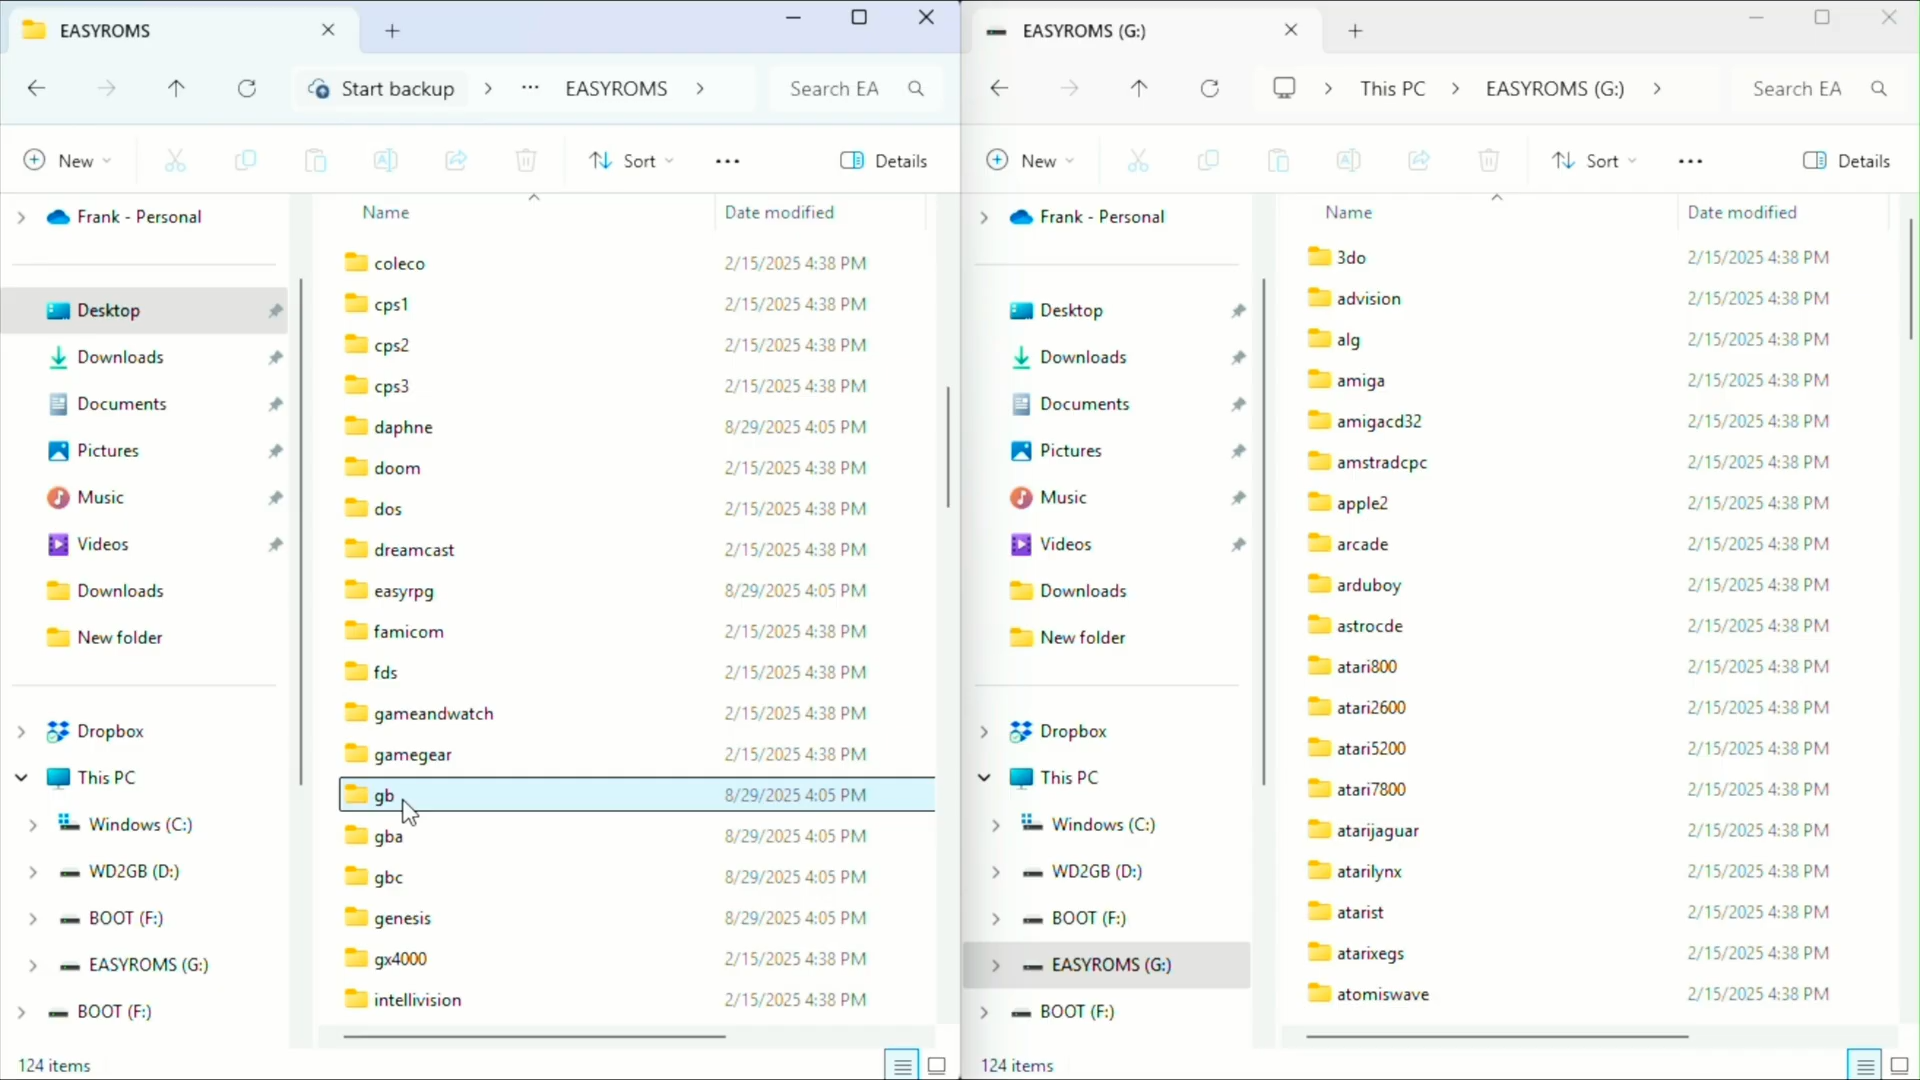 EASYROMS
Start backup
EASYROMS
Search EA
New
Sort
Details
Name
Date modified
Frank - Personal
Desktop
Downloads
Documents
Pictures
Music
Videos
Downloads
New folder
Dropbox
This PC
Windows (C:)
WD2GB (D:)
BOOT (F:)
EASYROMS (G:)
BOOT (F:)
coleco 2/15/2025 4:38 PM
cps1 2/15/2025 4:38 PM
cps2 2/15/2025 4:38 PM
cps3 2/15/2025 4:38 PM
daphne 8/29/2025 4:05 PM
doom 2/15/2025 4:38 PM
dos 2/15/2025 4:38 PM
dreamcast 2/15/2025 4:38 PM
easyrpg 8/29/2025 4:05 PM
famicom 2/15/2025 4:38 PM
fds 2/15/2025 4:38 PM
gameandwatch 2/15/2025 4:38 PM
gamegear 2/15/2025 4:38 PM
gb 8/29/2025 4:05 PM
gba 8/29/2025 4:05 PM
gbc 8/29/2025 4:05 PM
genesis 8/29/2025 4:05 PM
gx4000 2/15/2025 4:38 PM
intellivision 2/15/2025 4:38 PM
124 items
EASYROMS (G:)
This PC
EASYROMS (G:)
Search EA
New
Sort
Details
Name
Date modified
Frank - Personal
Desktop
Downloads
Documents
Pictures
Music
Videos
Downloads
New folder
Dropbox
This PC
Windows (C:)
WD2GB (D:)
BOOT (F:)
EASYROMS (G:)
BOOT (F:)
3do 2/15/2025 4:38 PM
advision 2/15/2025 4:38 PM
alg 2/15/2025 4:38 PM
amiga 2/15/2025 4:38 PM
amigacd32 2/15/2025 4:38 PM
amstradcpc 2/15/2025 4:38 PM
apple2 2/15/2025 4:38 PM
arcade 2/15/2025 4:38 PM
arduboy 2/15/2025 4:38 PM
astrocde 2/15/2025 4:38 PM
atari800 2/15/2025 4:38 PM
atari2600 2/15/2025 4:38 PM
atari5200 2/15/2025 4:38 PM
atari7800 2/15/2025 4:38 PM
atarijaguar 2/15/2025 4:38 PM
atarilynx 2/15/2025 4:38 PM
atarist 2/15/2025 4:38 PM
atarixegs 2/15/2025 4:38 PM
atomiswave 2/15/2025 4:38 PM
124 items